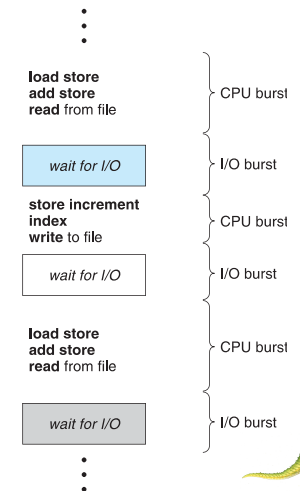 load store
add store
read from file
CPU burst
wait for I/O
I/O burst
store increment
index
write to file
CPU burst
wait for I/O
I/O burst
load store
add store
read from file
CPU burst
wait for I/O
I/O burst